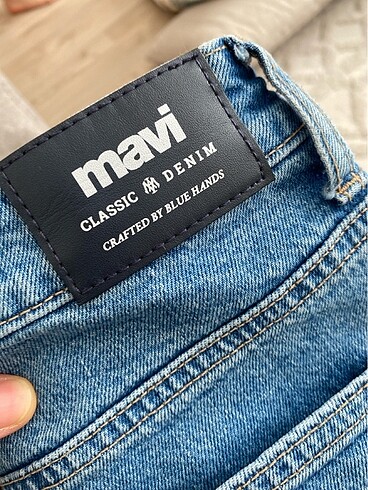 mavi
CLASSIC M DENIM
CRAFTED BY BLUE HANDS